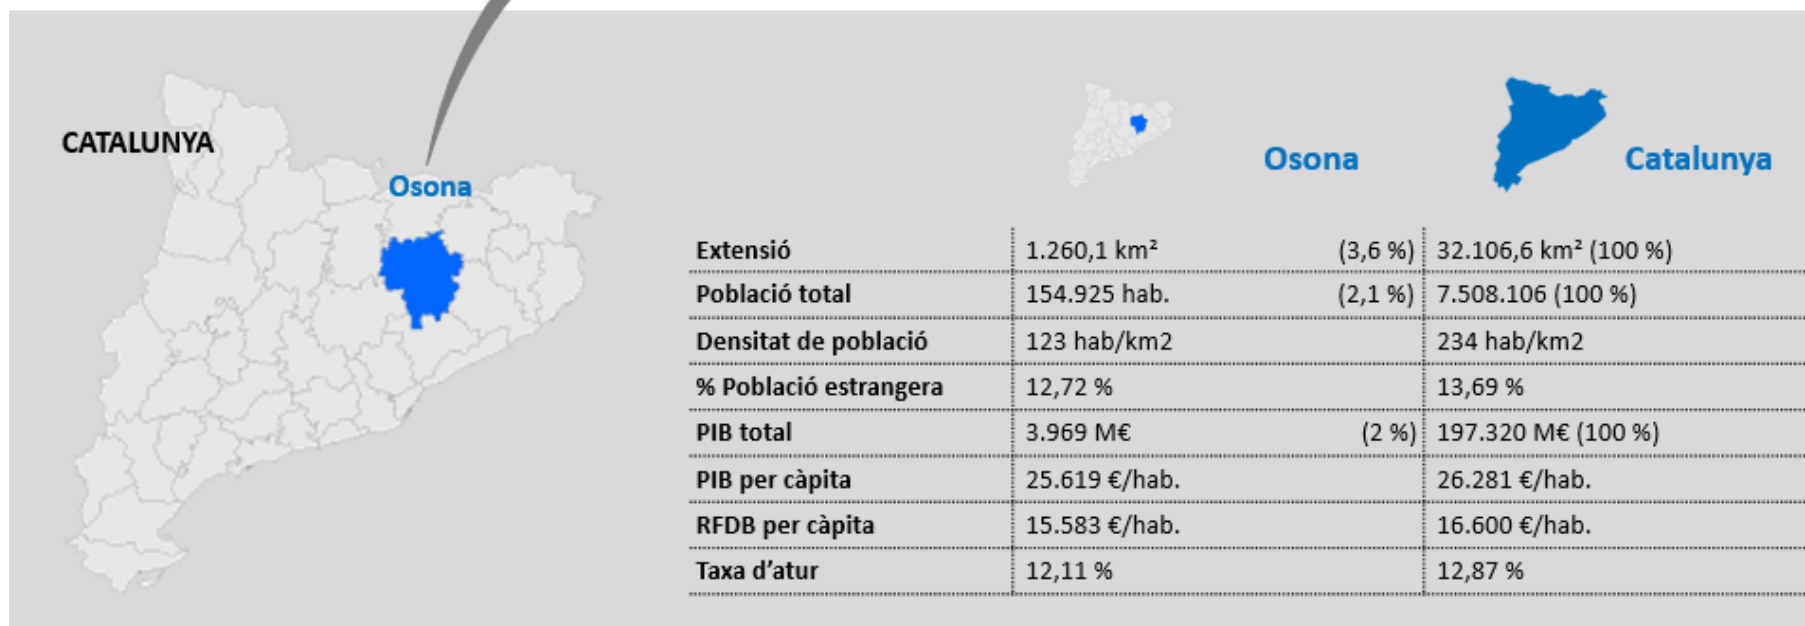 CATALUNYA
Osona
Osona Catalunya
Extensió 1.260,1 km² (3,6 %) 32.106,6 km² (100 %)
Població total 154.925 hab. (2,1 %) 7.508.106 (100 %)
Densitat de població 123 hab/km2 234 hab/km2
% Població estrangera 12,72 % 13,69 %
PIB total 3.969 M€ (2 %) 197.320 M€ (100 %)
PIB per càpita 25.619 €/hab. 26.281 €/hab.
RFDB per càpita 15.583 €/hab. 16.600 €/hab.
Taxa d’atur 12,11 % 12,87 %